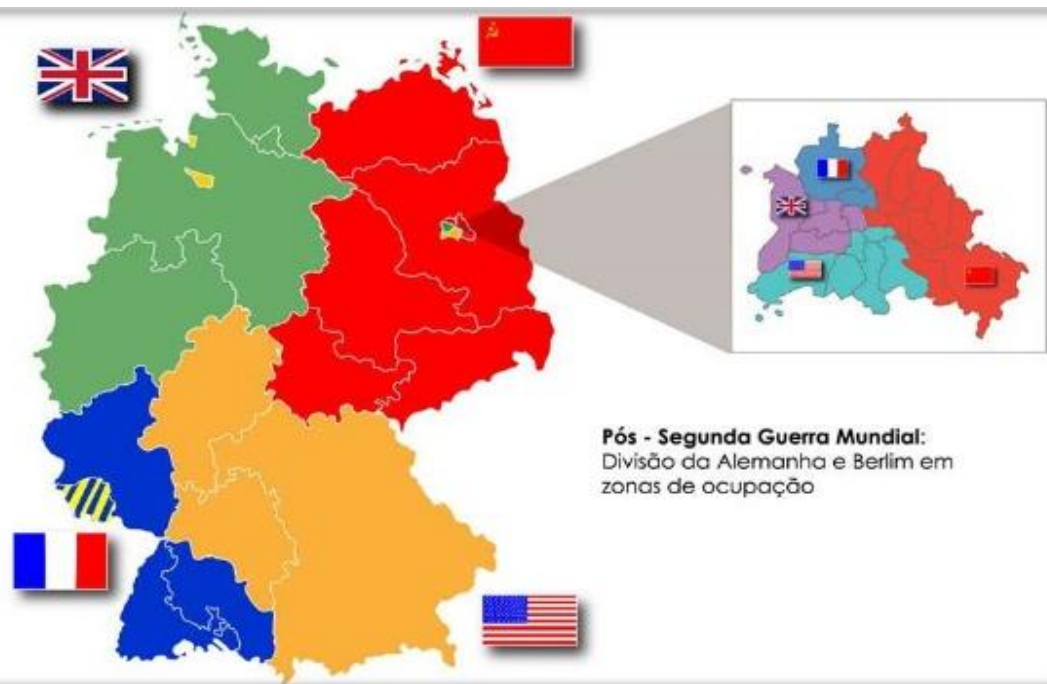 Pós - Segunda Guerra Mundial:
Divisão da Alemanha e Berlim em
zonas de ocupação